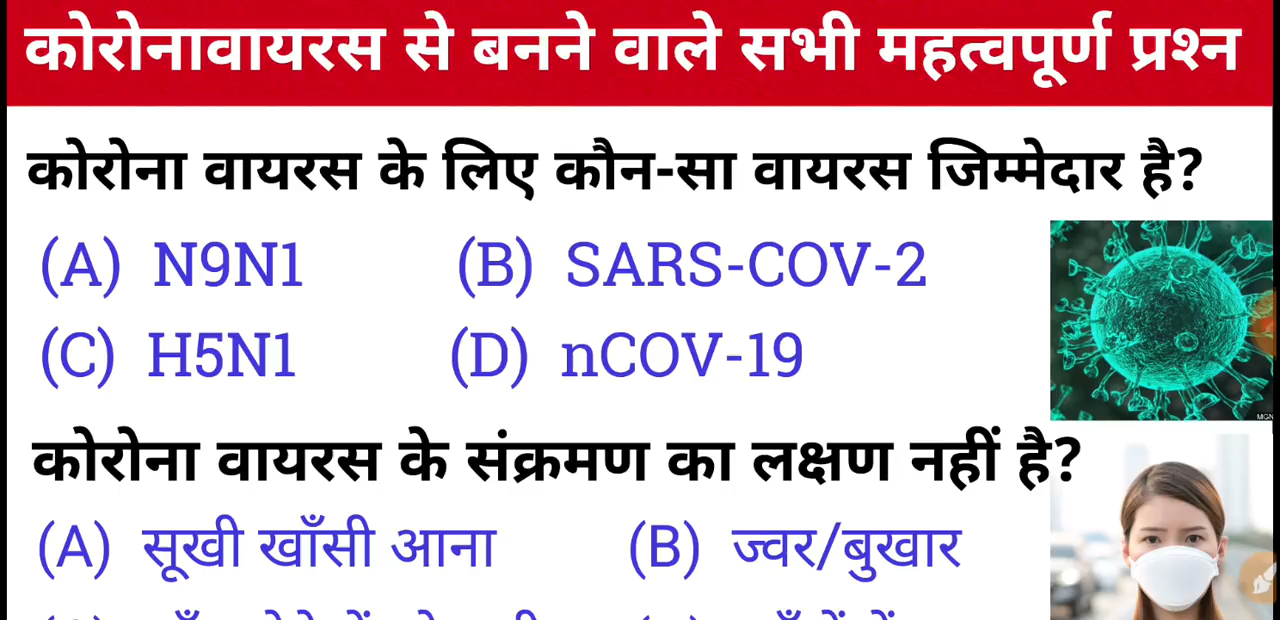 कोरोनावायरस से बनने वाले सभी महत्वपूर्ण प्रश्न
कोरोना वायरस के लिए कौन-सा वायरस जिम्मेदार है?
(A) N9N1 (B) SARS-COV-2
(C) H5N1 (D) nCOV-19
MGN
कोरोना वायरस के संक्रमण का लक्षण नहीं है?
(A) सूखी खाँसी आना (B) ज्वर/बुखार